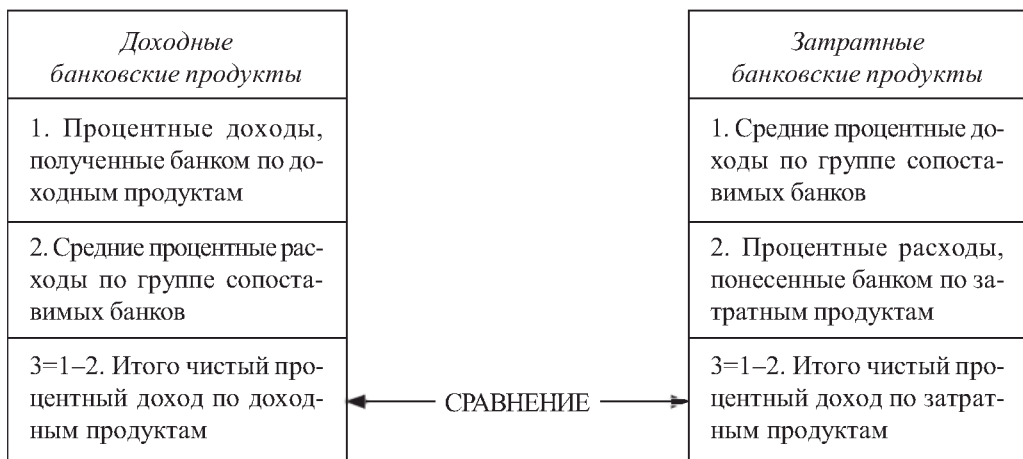 Доходные
банковские продукты
1. Процентные доходы,
полученные банком по до-
ходным продуктам
2. Средние процентные рас-
ходы по группе сопоста-
вимых банков
3=1–2. Итого чистый про-
центный доход по доход-
ным продуктам
СРАВНЕНИЕ
Затратные
банковские продукты
1. Средние процентные до-
ходы по группе сопоста-
вимых банков
2. Процентные расходы,
понесенные банком по за-
тратным продуктам
3=1–2. Итого чистый про-
центный доход по затрат-
ным продуктам